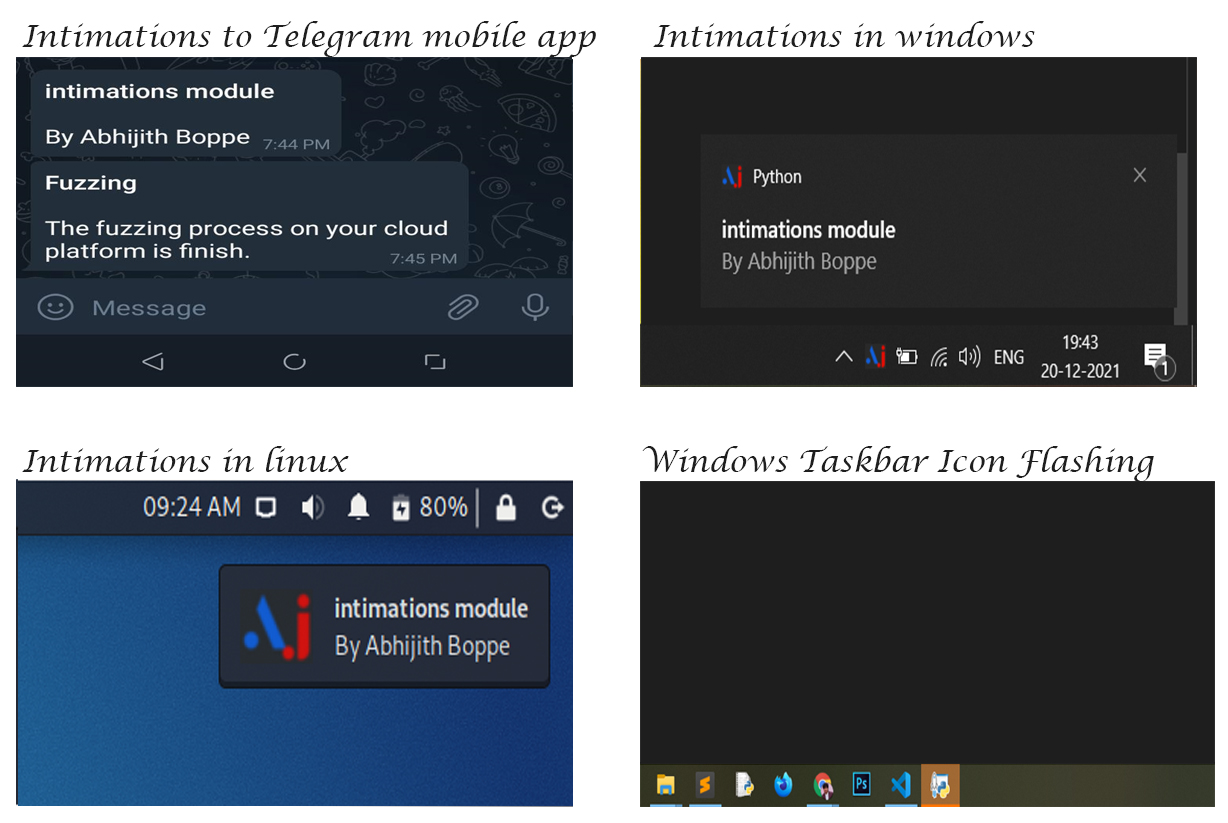 Intimations to Telegram mobile app
intimations module
By Abhijith Boppe 7:44 PM
Fuzzing
The fuzzing process on your cloud
platform is finish.
7:45 PM
Message
Intimations in windows
Python
intimations module
By Abhijith Boppe
ENG
19:43
20-12-2021
1
Intimations in linux
09:24 AM 80%
Ai
intimations module
By Abhijith Boppe
Windows Taskbar Icon Flashing
Ps